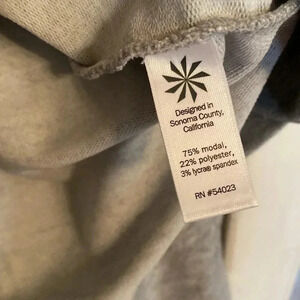 Designed in
Sonoma County,
California
75% modal,
22% polyester,
3% lycra® spandex
RN #54023